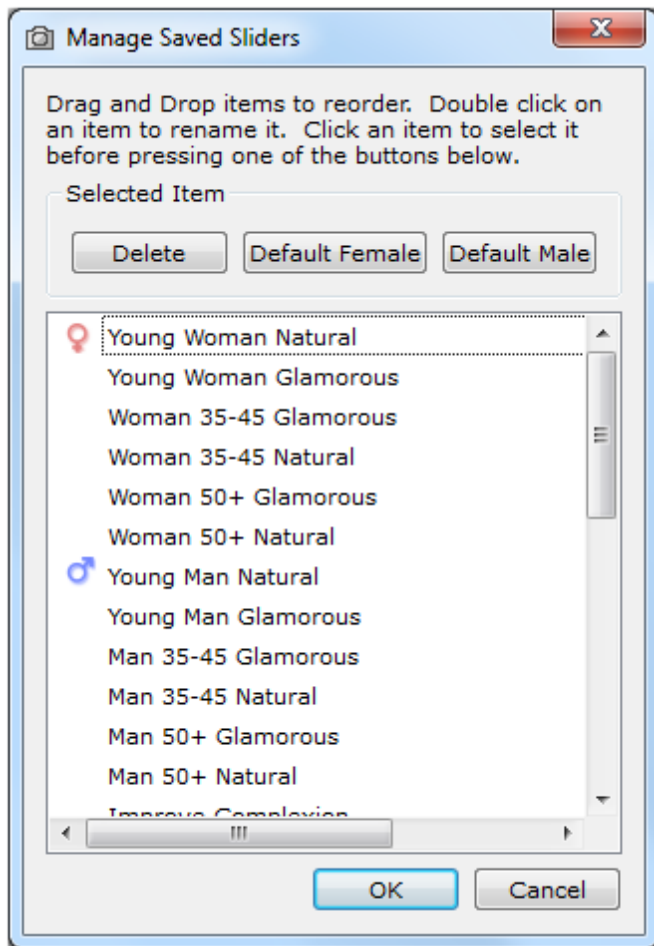 Manage Saved Sliders
Drag and Drop items to reorder.  Double click on
an item to rename it.  Click an item to select it
before pressing one of the buttons below.
Selected Item
Delete
Default Female
Default Male
Young Woman Natural
Young Woman Glamorous
Woman 35-45 Glamorous
Woman 35-45 Natural
Woman 50+ Glamorous
Woman 50+ Natural
Young Man Natural
Young Man Glamorous
Man 35-45 Glamorous
Man 35-45 Natural
Man 50+ Glamorous
Man 50+ Natural
Improve Complexion
OK
Cancel